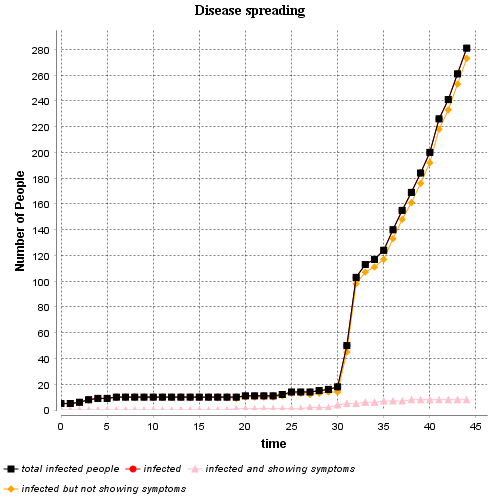 Disease spreading
Number of People
280
260
240
220
200
180
160
140
120
100
80
60
40
20
0
0 5 10 15 20 25 30 35 40 45
time
total infected people infected infected and showing symptoms
infected but not showing symptoms